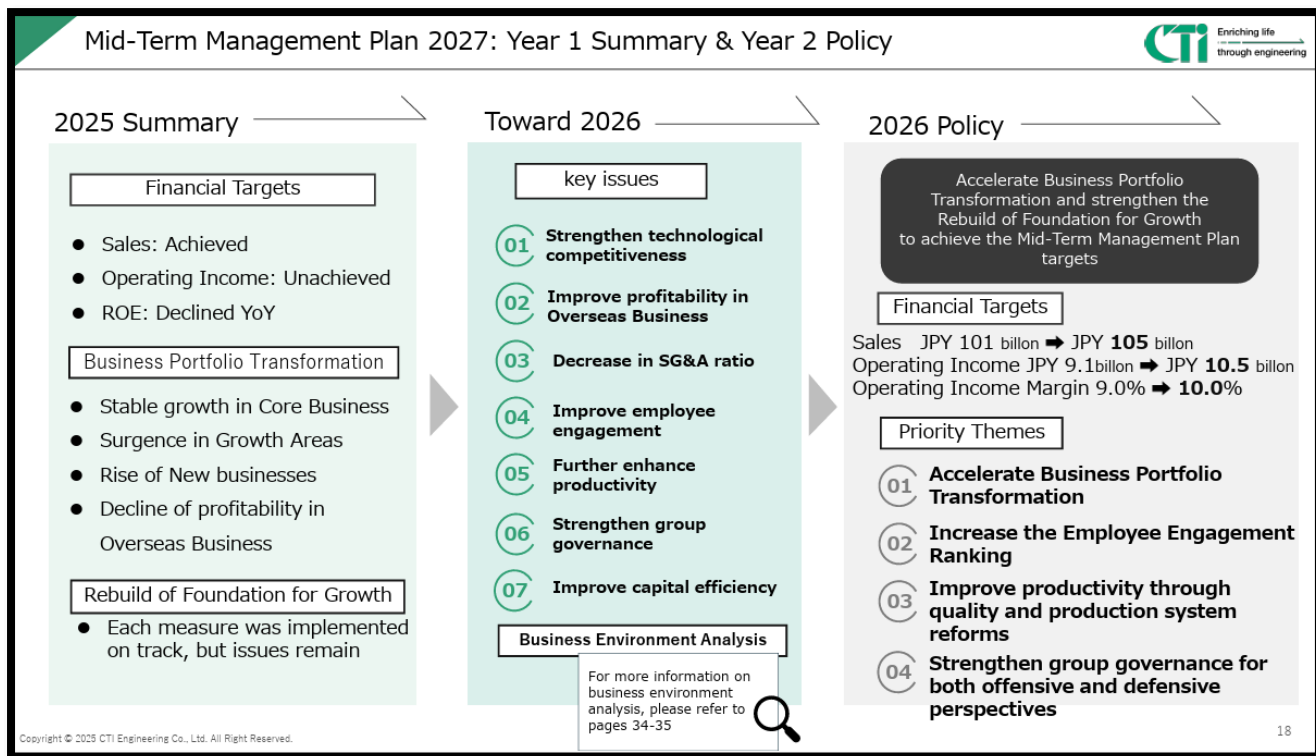 Mid-Term Management Plan 2027: Year 1 Summary & Year 2 Policy
CTi
Enriching life
through engineering
2025 Summary
Financial Targets
● Sales: Achieved
● Operating Income: Unachieved
● ROE: Declined YoY
Business Portfolio Transformation
● Stable growth in Core Business
● Surgence in Growth Areas
● Rise of New businesses
● Decline of profitability in
Overseas Business
Rebuild of Foundation for Growth
● Each measure was implemented
on track, but issues remain
Toward 2026
key issues
01 Strengthen technological
competitiveness
02 Improve profitability in
Overseas Business
03 Decrease in SG&A ratio
04 Improve employee
engagement
05 Further enhance
productivity
06 Strengthen group
governance
07 Improve capital efficiency
Business Environment Analysis
For more information on
business environment
analysis, please refer to
pages 34-35
2026 Policy
Accelerate Business Portfolio
Transformation and strengthen the
Rebuild of Foundation for Growth
to achieve the Mid-Term Management Plan
targets
Financial Targets
Sales JPY 101 billon ➡ JPY 105 billon
Operating Income JPY 9.1billon ➡ JPY 10.5 billon
Operating Income Margin 9.0% ➡ 10.0%
Priority Themes
01 Accelerate Business Portfolio
Transformation
02 Increase the Employee Engagement
Ranking
03 Improve productivity through
quality and production system
reforms
04 Strengthen group governance for
both offensive and defensive
perspectives
Copyright © 2025 CTI Engineering Co., Ltd. All Right Reserved.
18